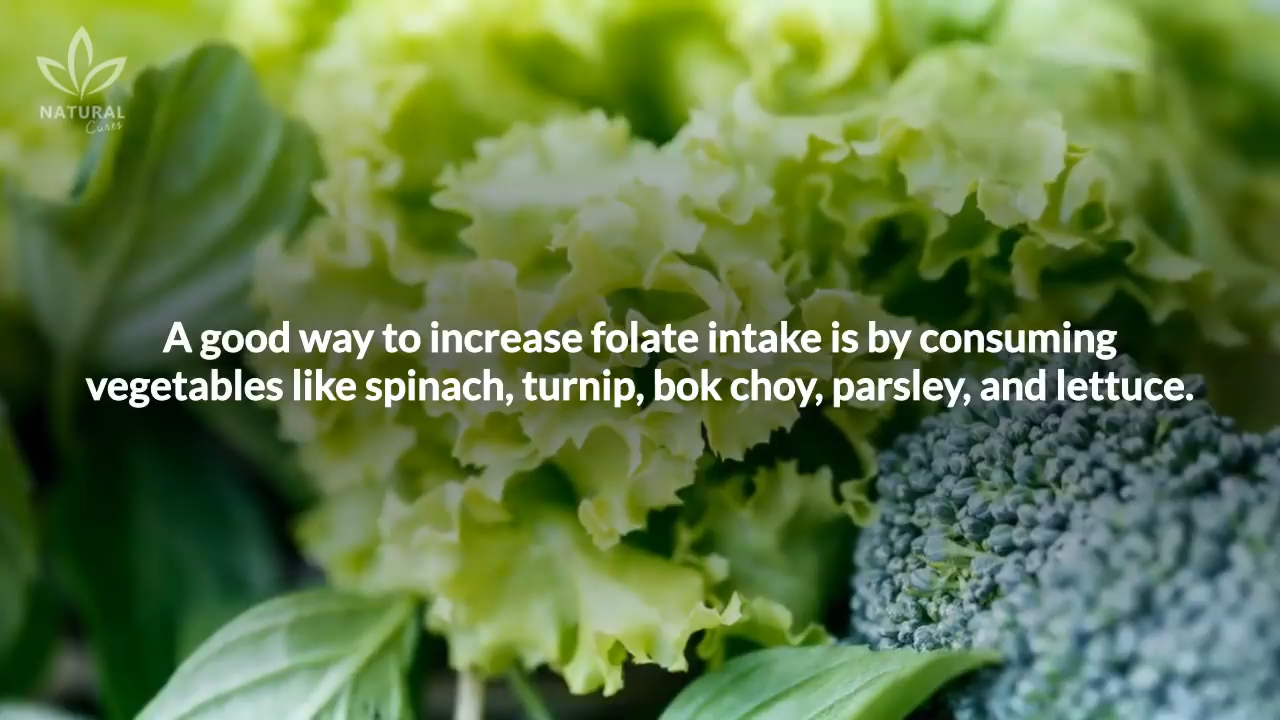 NATURAL
Cures
A good way to increase folate intake is by consuming
vegetables like spinach, turnip, bok choy, parsley, and lettuce.